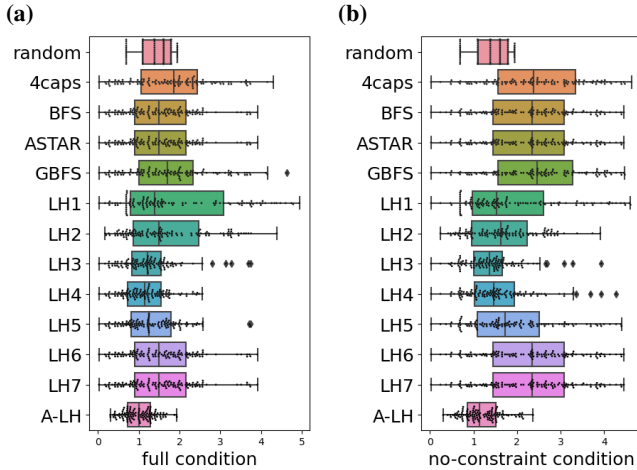 (a)
random
4caps
BFS
ASTAR
GBFS
LH1
LH2
LH3
LH4
LH5
LH6
LH7
A-LH
0 1 2 3 4 5
full condition
(b)
random
4caps
BFS
ASTAR
GBFS
LH1
LH2
LH3
LH4
LH5
LH6
LH7
A-LH
0 1 2 3 4
no-constraint condition